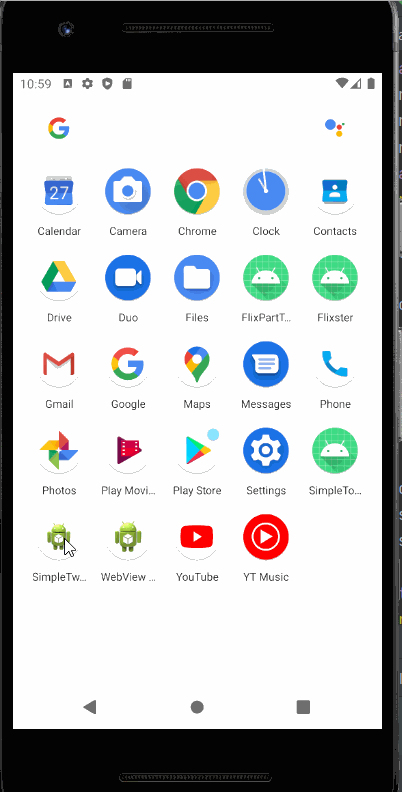 10:59
Calendar Camera Chrome Clock Contacts
27
Drive Duo Files FlixPartT... Flixster
Gmail Google Maps Messages Phone
Photos Play Movi... Play Store Settings SimpleTo...
SimpleTw... WebView ... YouTube YT Music